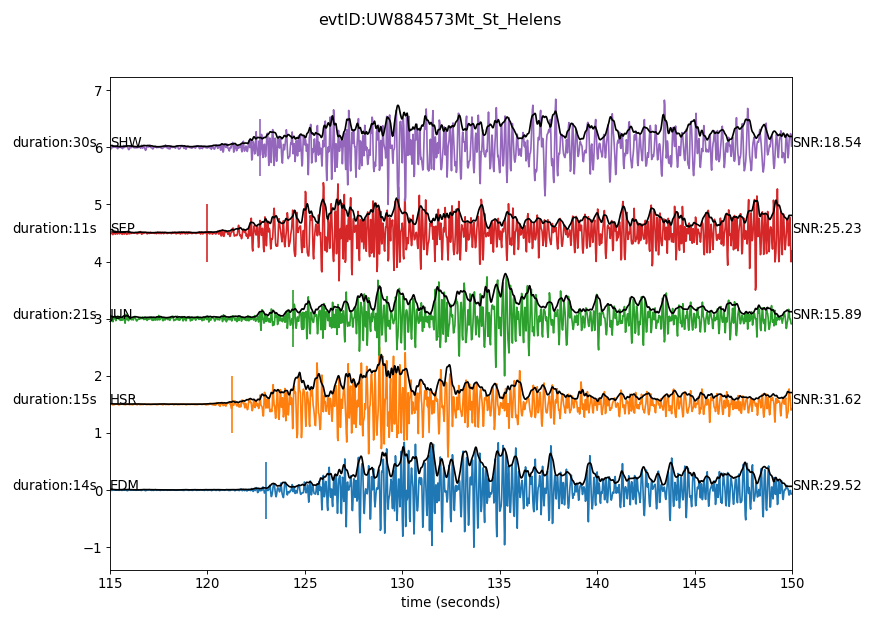 evtID:UW884573Mt_St_Helens
7
duration:30s SHW 6 SNR:18.54
5
duration:11s SEP SNR:25.23
4
duration:21s JUN 3 SNR:15.89
2
duration:15s HSR SNR:31.62
1
duration:14s EDM 0 SNR:29.52
−1
115 120 125 130 135 140 145 150
time (seconds)